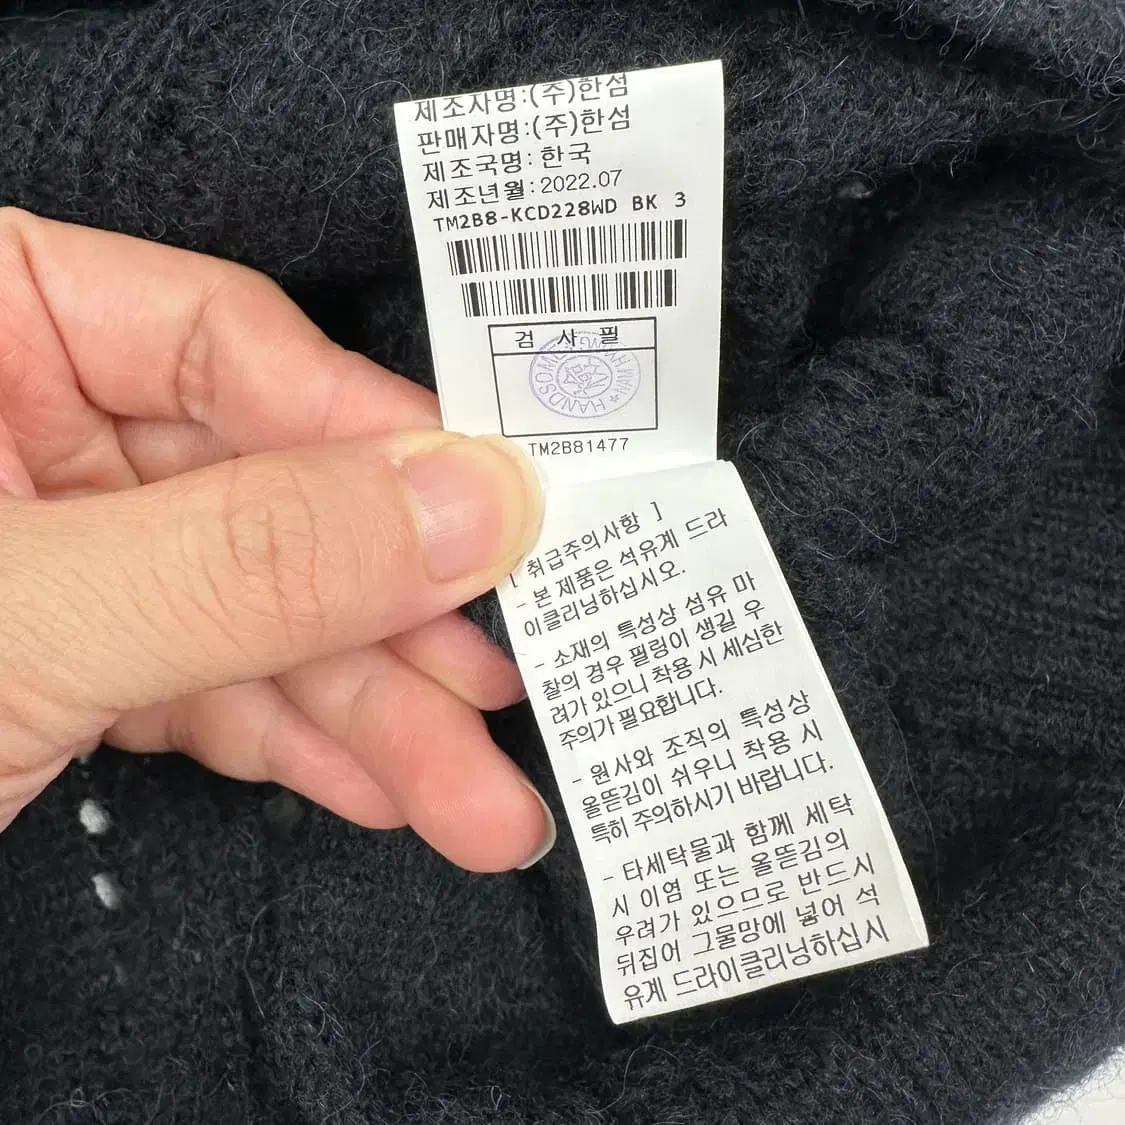 제조자명:(주)한섬
판매자명:(주)한섬
제조국명: 한국
제조년월:2022.07
TM2B8-KCD228WD BK 3
검 사 필
HANDSOME
TM2B81477
[ 취급주의사항 ]
- 본 제품은 석유계 드라
이클리닝하십시오.
- 소재의 특성상 섬유 마
찰의 경우 필링이 생길 우
려가 있으니 착용 시 세심한
주의가 필요합니다.
- 원사와 조직의 특성상
올뜯김이 쉬우니 착용 시
특히 주의하시기 바랍니다.
- 타세탁물과 함께 세탁
시 이염 또는 올뜯김의
우려가 있으므로 반드시
뒤집어 그물망에 넣어 석
유계 드라이클리닝하십시